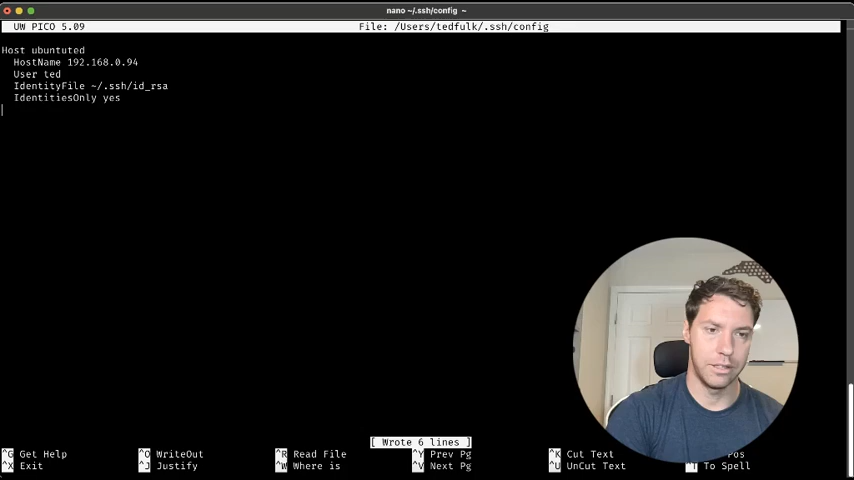 nano ~/.ssh/config ~
UW PICO 5.09 File: /Users/tedfulk/.ssh/config
Host ubuntuted
HostName 192.168.0.94
User ted
IdentityFile ~/.ssh/id_rsa
IdentitiesOnly yes
[ Wrote 6 lines ]
^G Get Help ^O WriteOut ^R Read File ^Y Prev Pg ^K Cut Text Pos
^X Exit ^J Justify ^W Where is ^V Next Pg ^U UnCut Text ^T To Spell